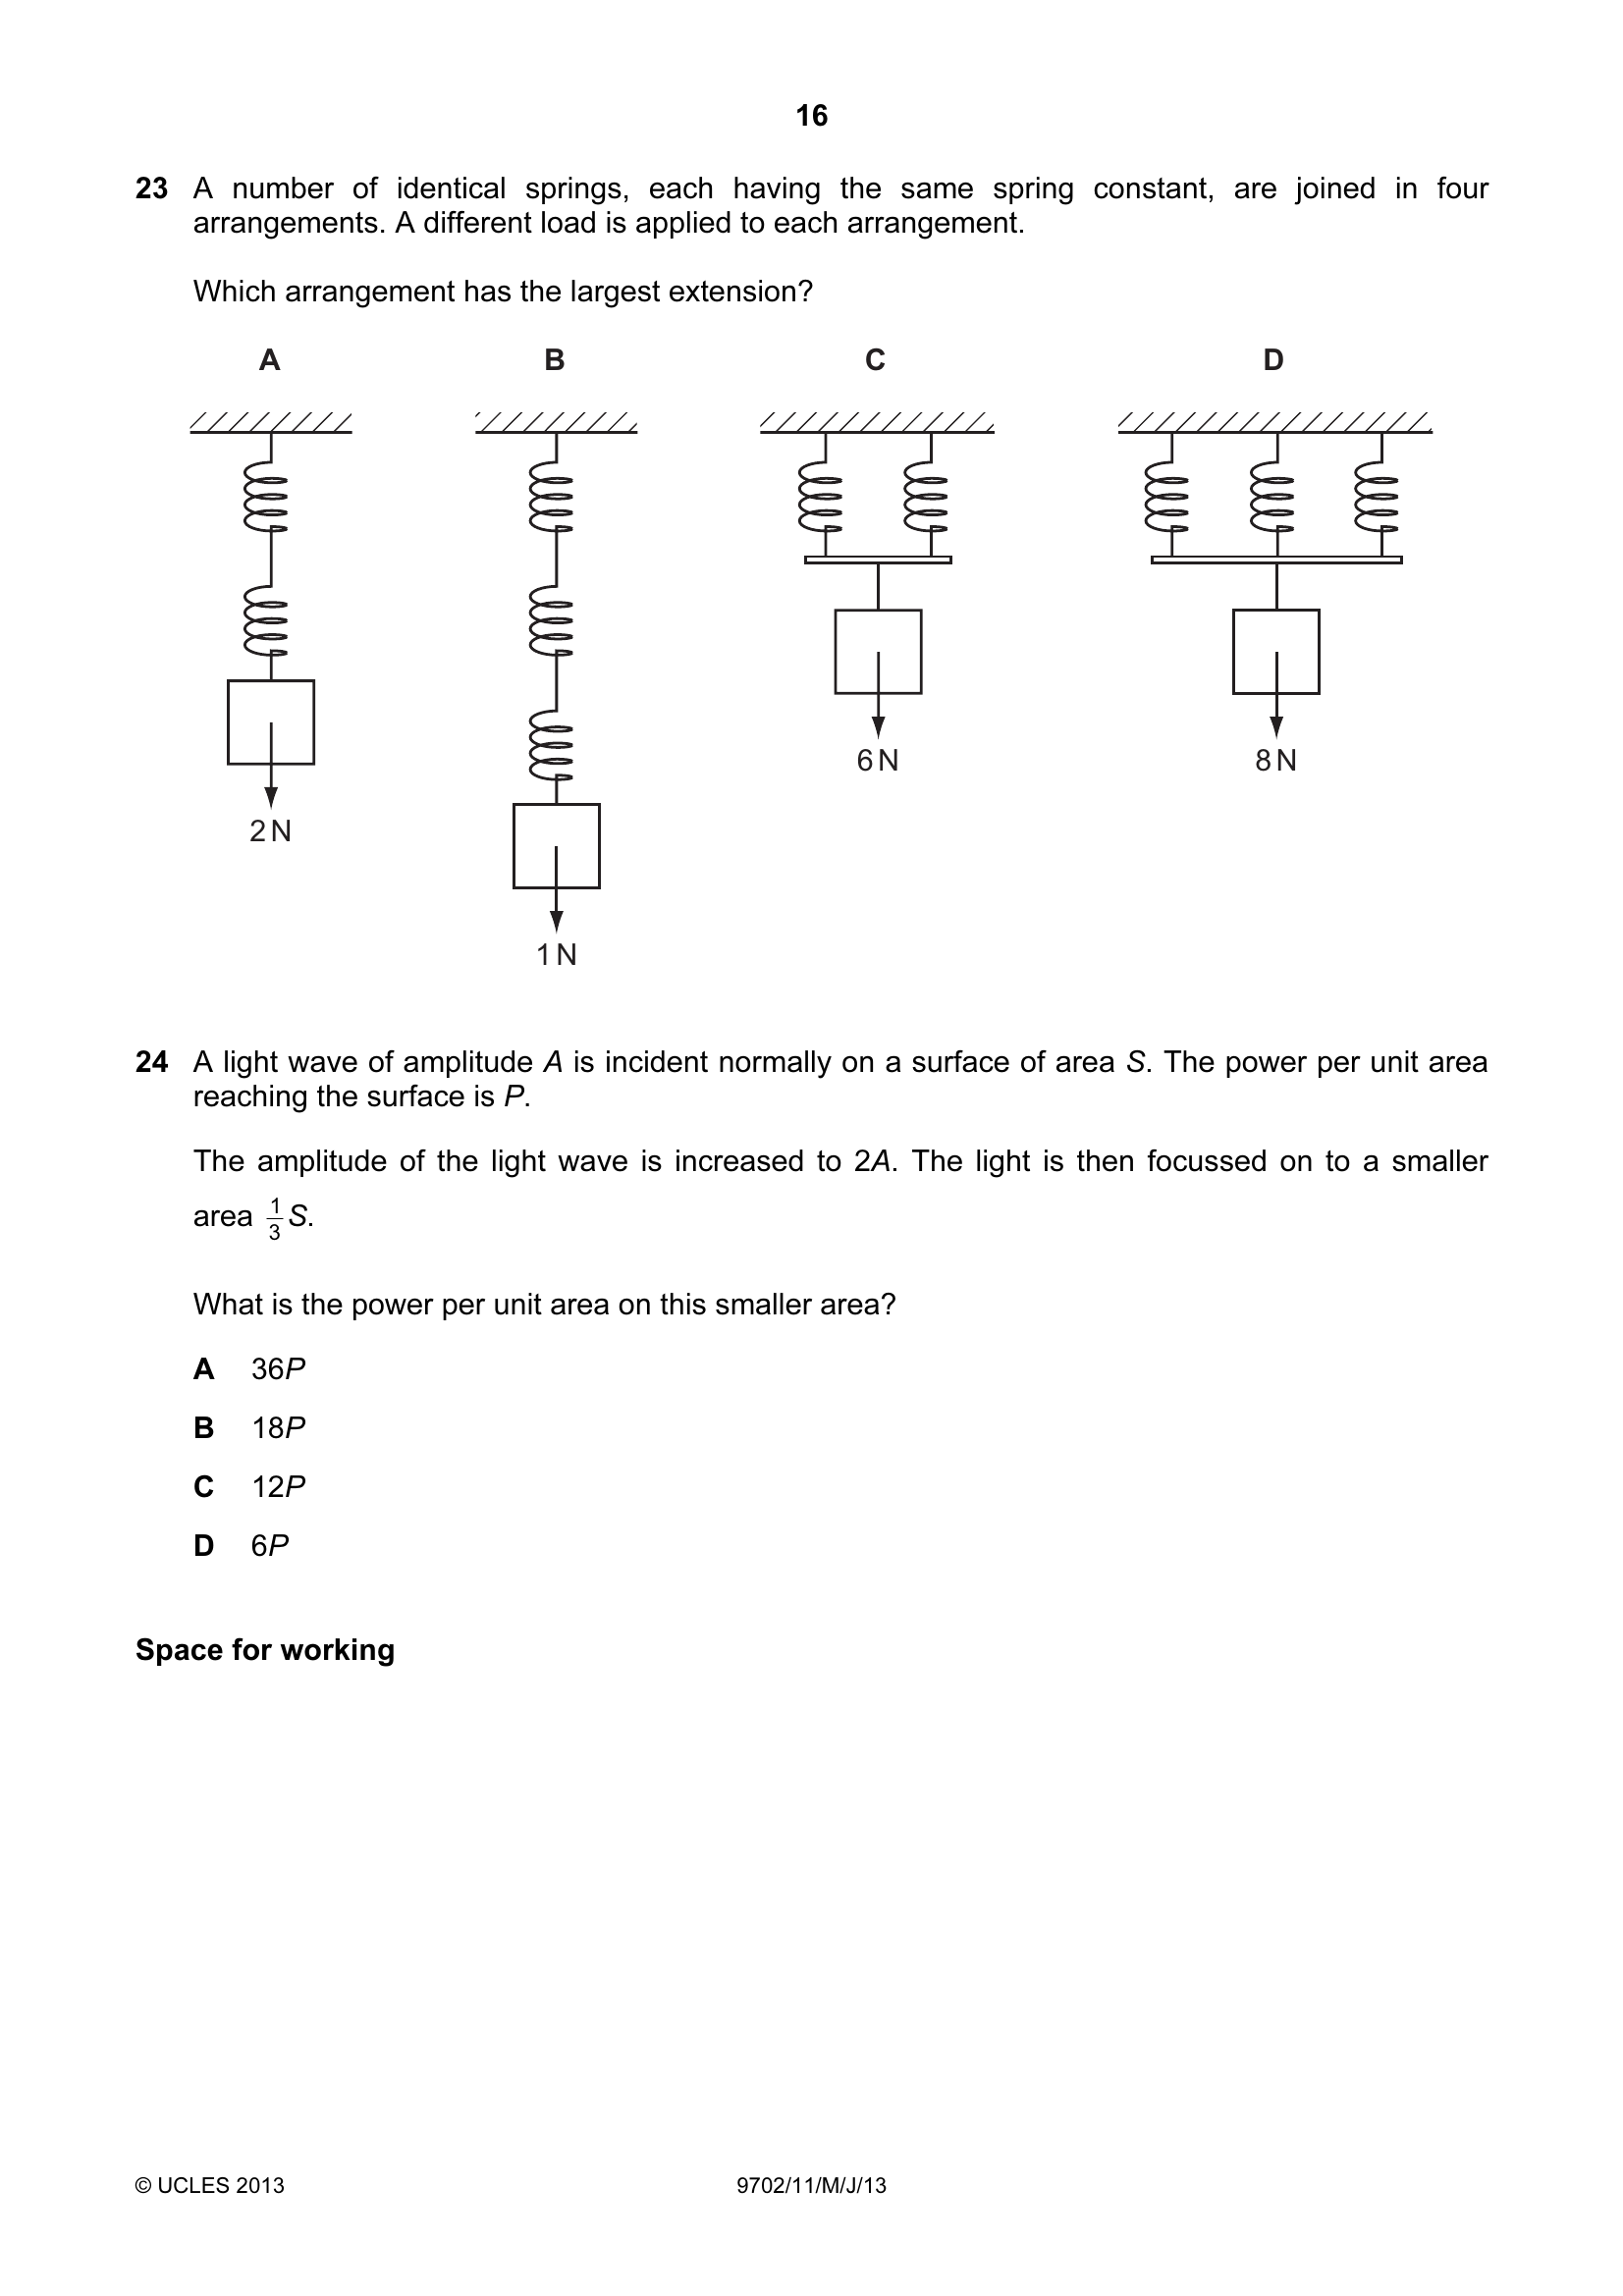 16
23 A number of identical springs, each having the same spring constant, are joined in four
arrangements. A different load is applied to each arrangement.
Which arrangement has the largest extension?
A B C D
6 N 8 N
2 N
1 N
24 A light wave of amplitude A is incident normally on a surface of area S. The power per unit area
reaching the surface is P.
The amplitude of the light wave is increased to 2A. The light is then focussed on to a smaller
area 1/3 S.
What is the power per unit area on this smaller area?
A 36P
B 18P
C 12P
D 6P
Space for working
© UCLES 2013 9702/11/M/J/13